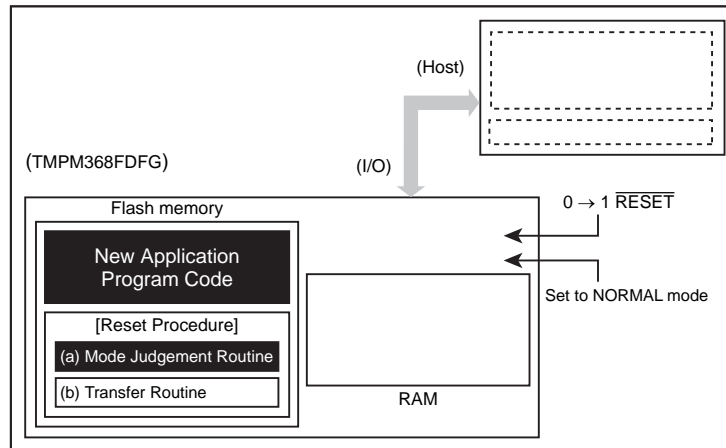 (Host)
(TMPM368FDFG)
(I/O)
0 → 1 RESET
Flash memory
New Application
Program Code
Set to NORMAL mode
[Reset Procedure]
(a) Mode Judgement Routine
(b) Transfer Routine
RAM